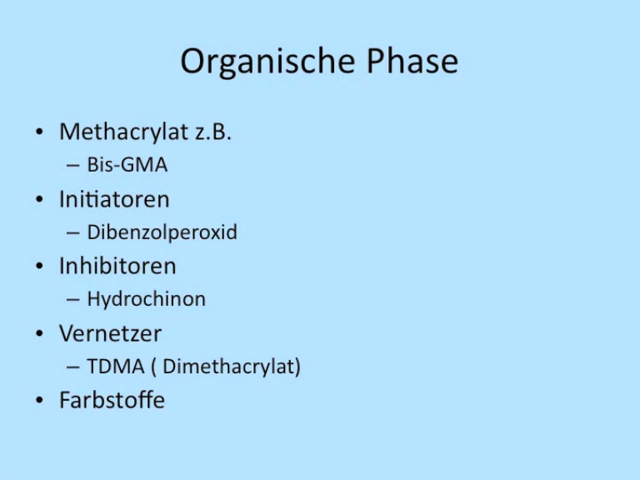 Organische Phase
• Methacrylat z.B.
– Bis-GMA
• Initiatoren
– Dibenzolperoxid
• Inhibitoren
– Hydrochinon
• Vernetzer
– TDMA ( Dimethacrylat)
• Farbstoffe